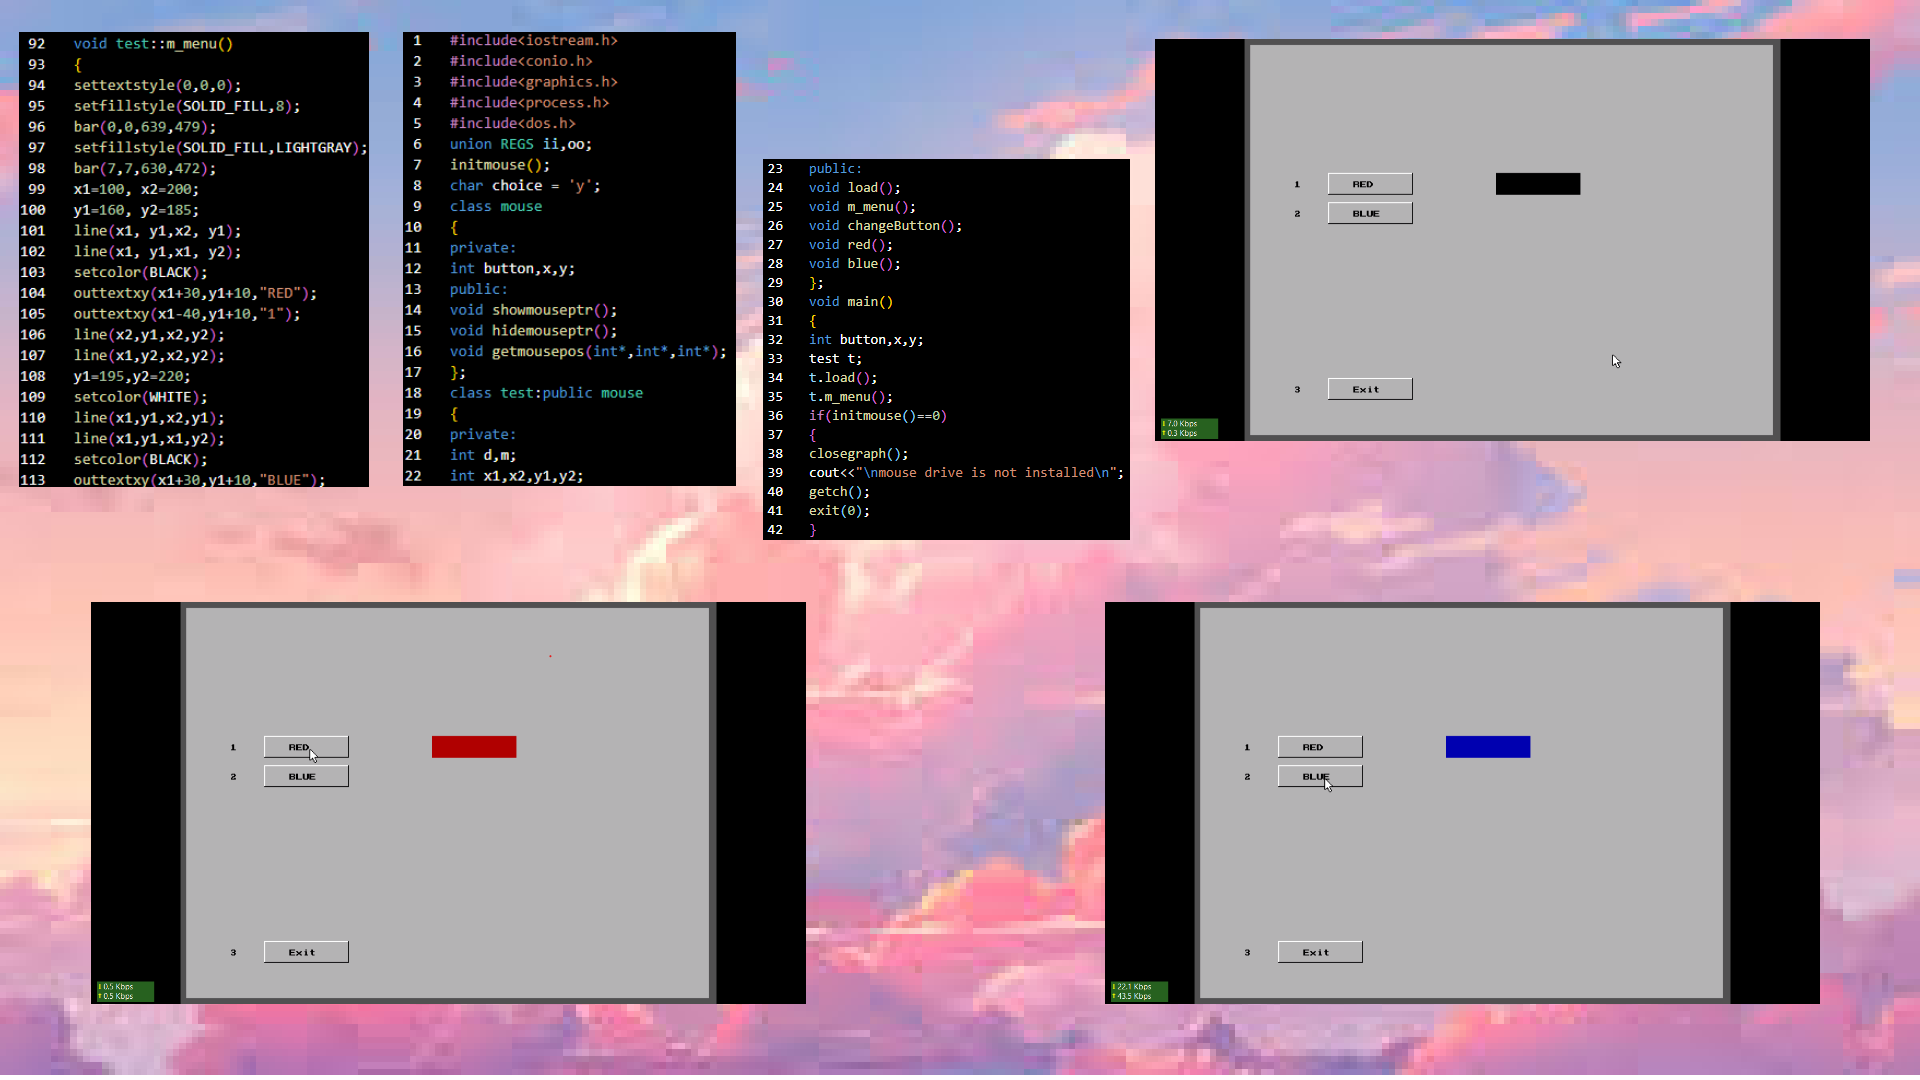 92 void test::m_menu()
93 {
94 settextstyle(0,0,0);
95 setfillstyle(SOLID_FILL,8);
96 bar(0,0,639,479);
97 setfillstyle(SOLID_FILL,LIGHTGRAY);
98 bar(7,7,630,472);
99 x1=100, x2=200;
100 y1=160, y2=185;
101 line(x1, y1,x2, y1);
102 line(x1, y1,x1, y2);
103 setcolor(BLACK);
104 outtextxy(x1+30,y1+10,"RED");
105 outtextxy(x1-40,y1+10,"1");
106 line(x2,y1,x2,y2);
107 line(x1,y2,x2,y2);
108 y1=195,y2=220;
109 setcolor(WHITE);
110 line(x1,y1,x2,y1);
111 line(x1,y1,x1,y2);
112 setcolor(BLACK);
113 outtextxy(x1+30,y1+10,"BLUE");
1 #include<iostream.h>
2 #include<conio.h>
3 #include<graphics.h>
4 #include<process.h>
5 #include<dos.h>
6 union REGS ii,oo;
7 initmouse();
8 char choice = 'y';
9 class mouse
10 {
11 private:
12 int button,x,y;
13 public:
14 void showmouseptr();
15 void hidemouseptr();
16 void getmousepos(int*,int*,int*);
17 };
18 class test:public mouse
19 {
20 private:
21 int d,m;
22 int x1,x2,y1,y2;
23 public:
24 void load();
25 void m_menu();
26 void changeButton();
27 void red();
28 void blue();
29 };
30 void main()
31 {
32 int button,x,y;
33 test t;
34 t.load();
35 t.m_menu();
36 if(initmouse()==0)
37 {
38 closegraph();
39 cout<<"\nmouse drive is not installed\n";
40 getch();
41 exit(0);
42 }
1 RED
2 BLUE
3 Exit
↓ 7.0 Kbps
↑ 0.3 Kbps
1 RED
2 BLUE
3 Exit
↓ 0.5 Kbps
↑ 0.5 Kbps
1 RED
2 BLUE
3 Exit
↓ 22.1 Kbps
↑ 43.5 Kbps